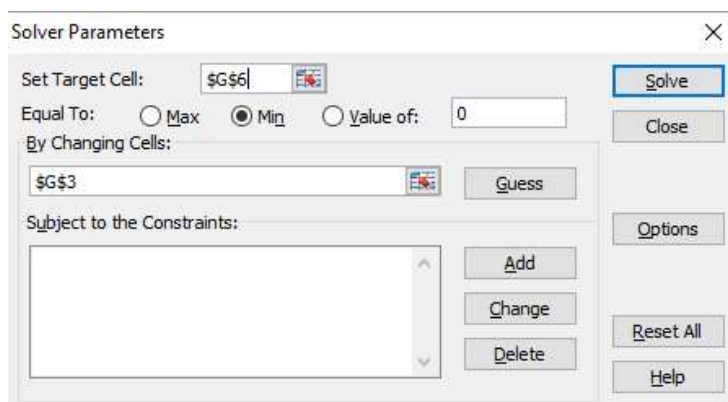 Solver Parameters
Set Target Cell: $G$6
Solve
Equal To: Max Min Value of: 0
Close
By Changing Cells:
$G$3
Guess
Subject to the Constraints:
Options
Add
Change
Reset All
Delete
Help